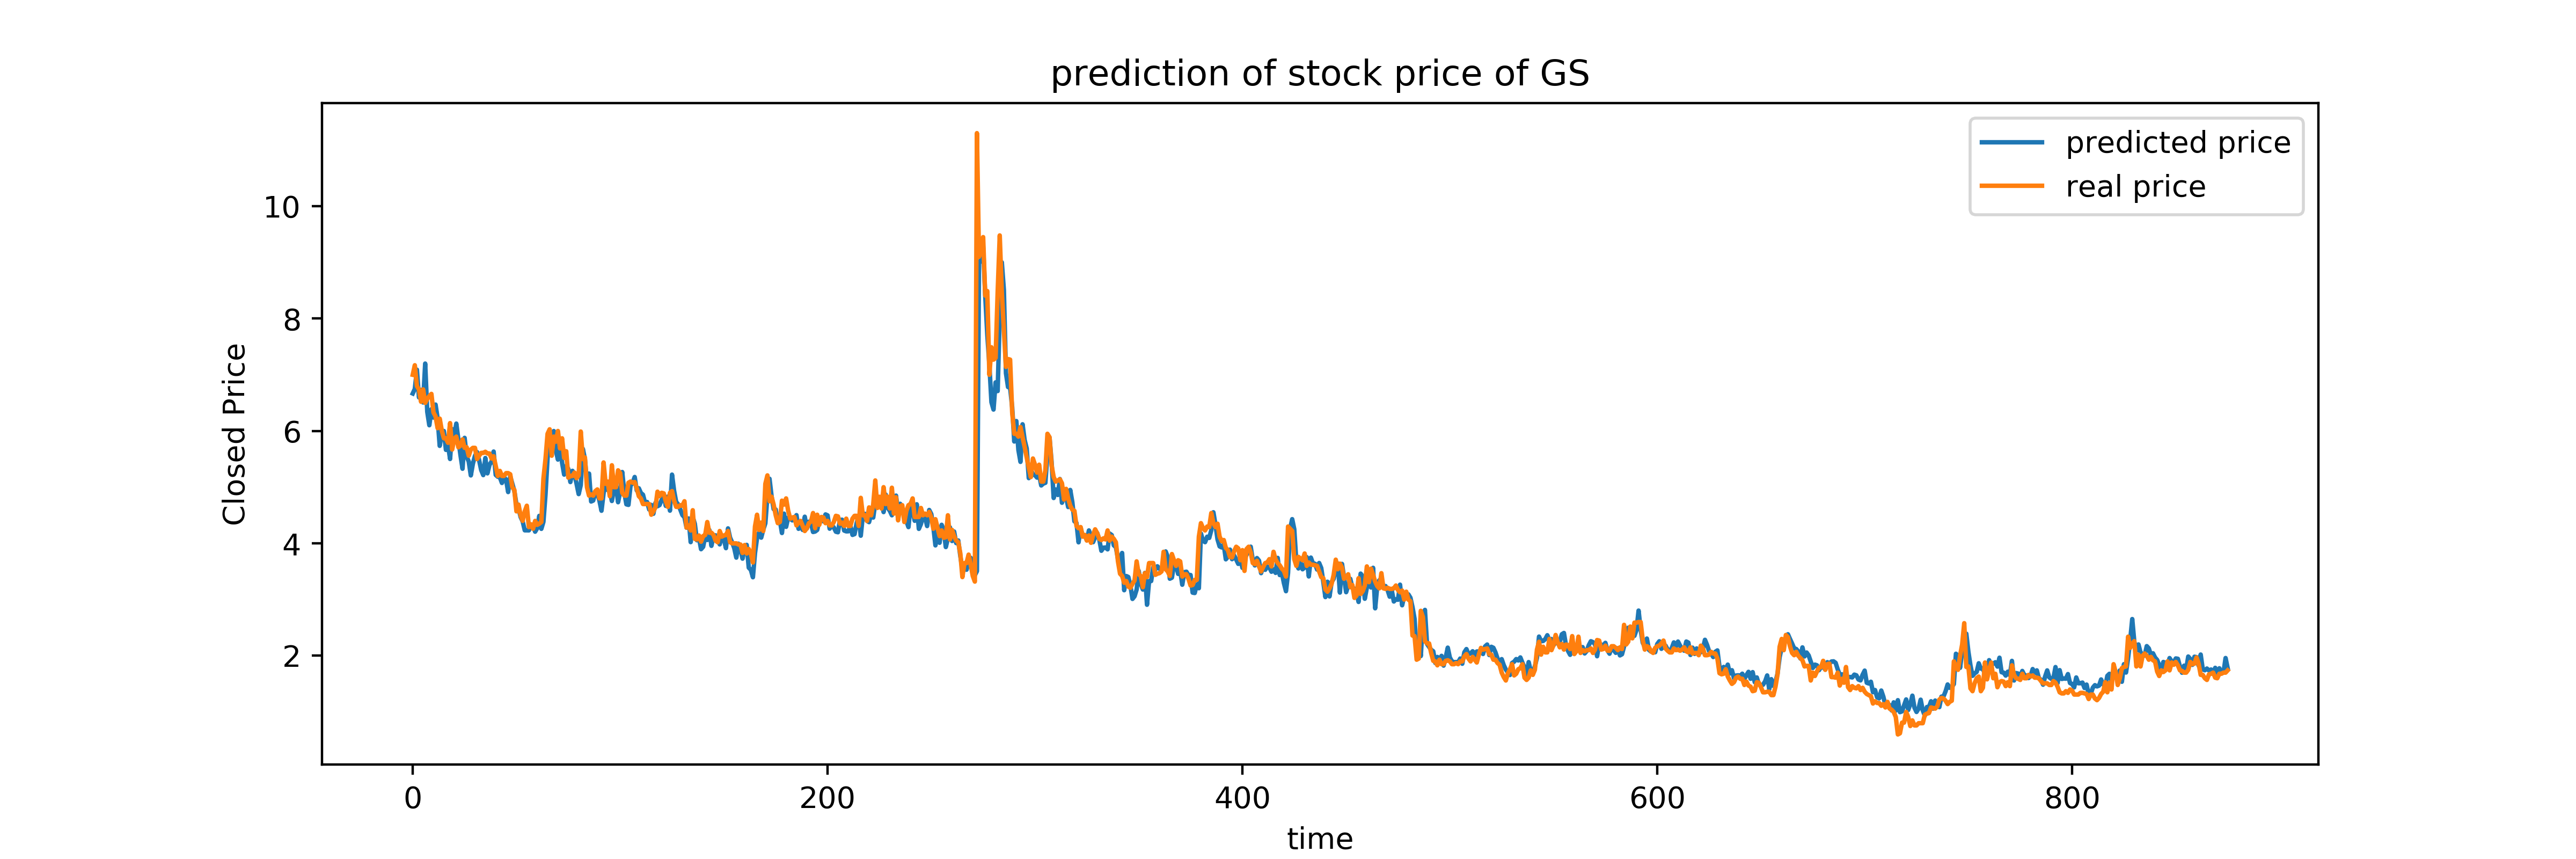 prediction of stock price of GS
predicted price
real price
Closed Price
10
8
6
4
2
0
200
400
600
800
time